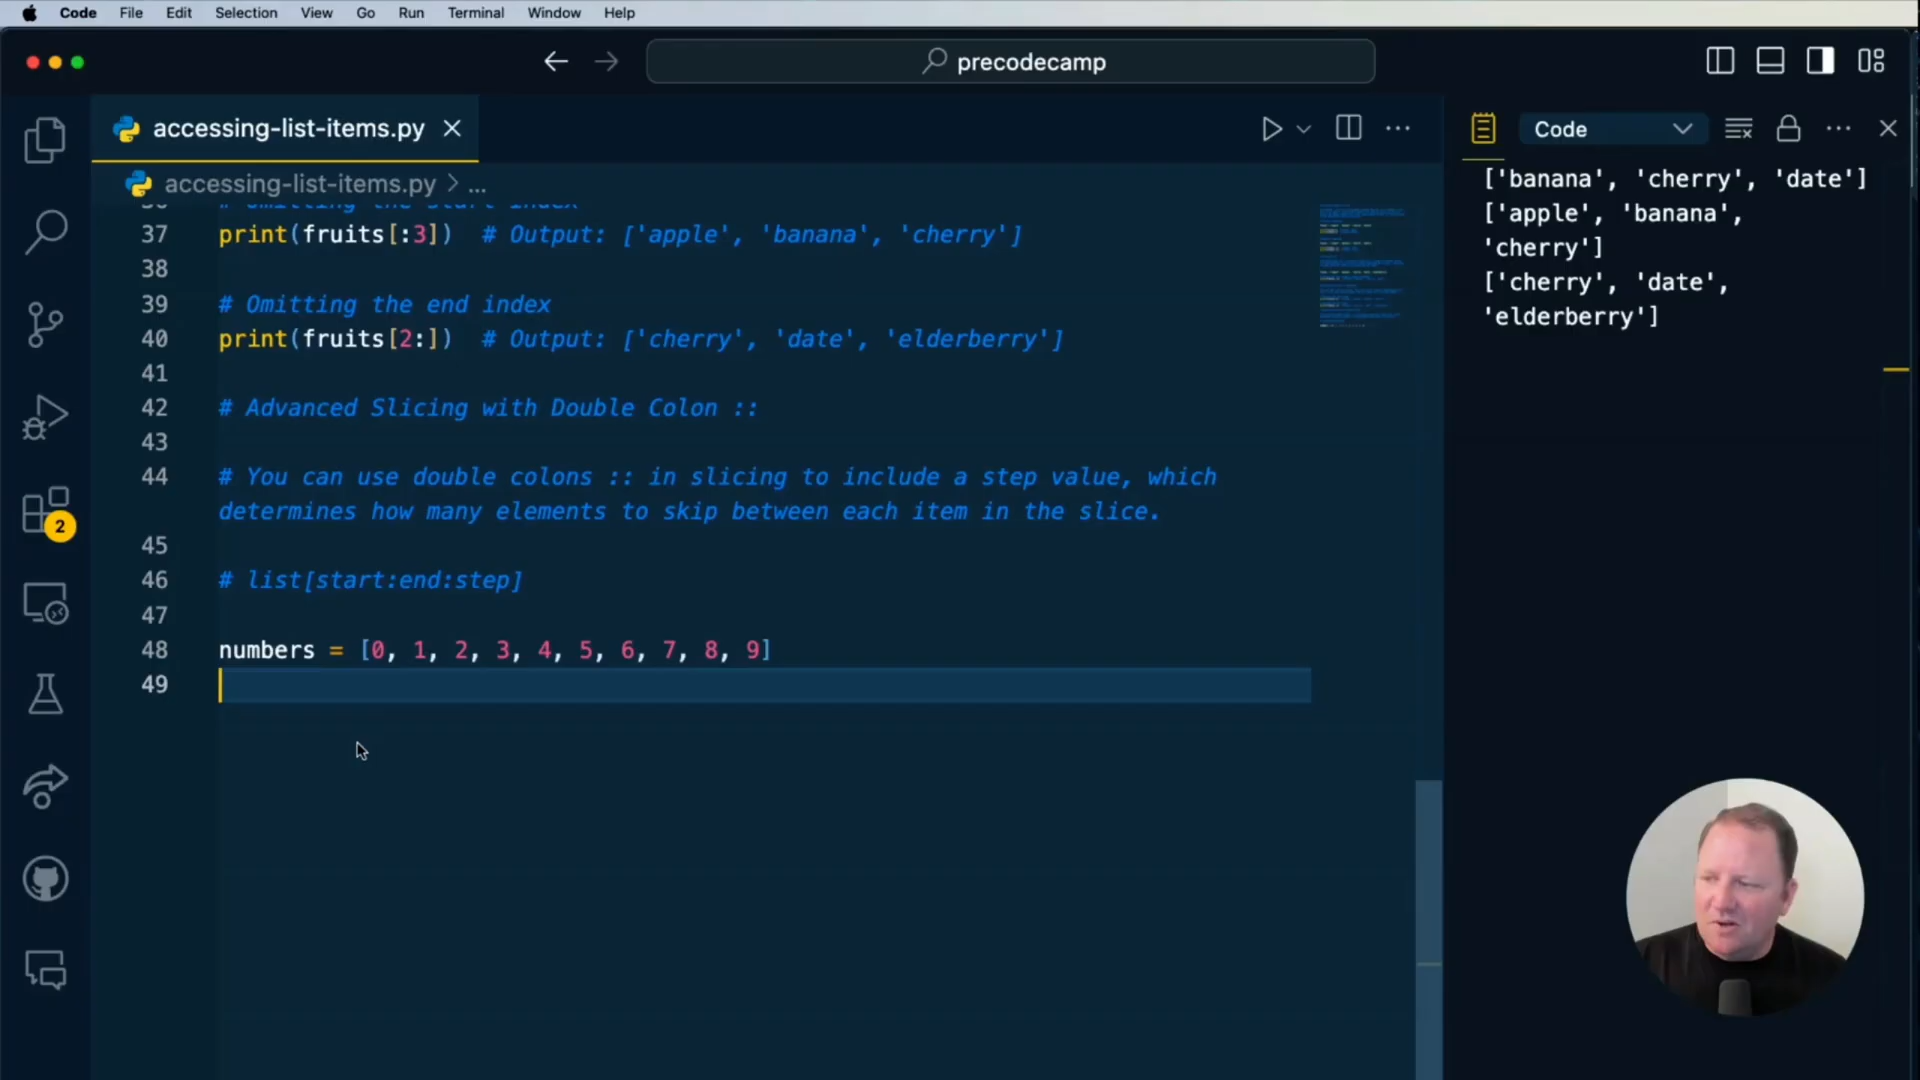 Code File Edit Selection View Go Run Terminal Window Help
precodecamp
accessing-list-items.py
Code
accessing-list-items.py > ...
# Omitting the start index
37 print(fruits[:3]) # Output: ['apple', 'banana', 'cherry']
38
39 # Omitting the end index
40 print(fruits[2:]) # Output: ['cherry', 'date', 'elderberry']
41
42 # Advanced Slicing with Double Colon ::
43
44 # You can use double colons :: in slicing to include a step value, which
determines how many elements to skip between each item in the slice.
45
46 # list[start:end:step]
47
48 numbers = [0, 1, 2, 3, 4, 5, 6, 7, 8, 9]
49
2
['banana', 'cherry', 'date']
['apple', 'banana',
'cherry']
['cherry', 'date',
'elderberry']